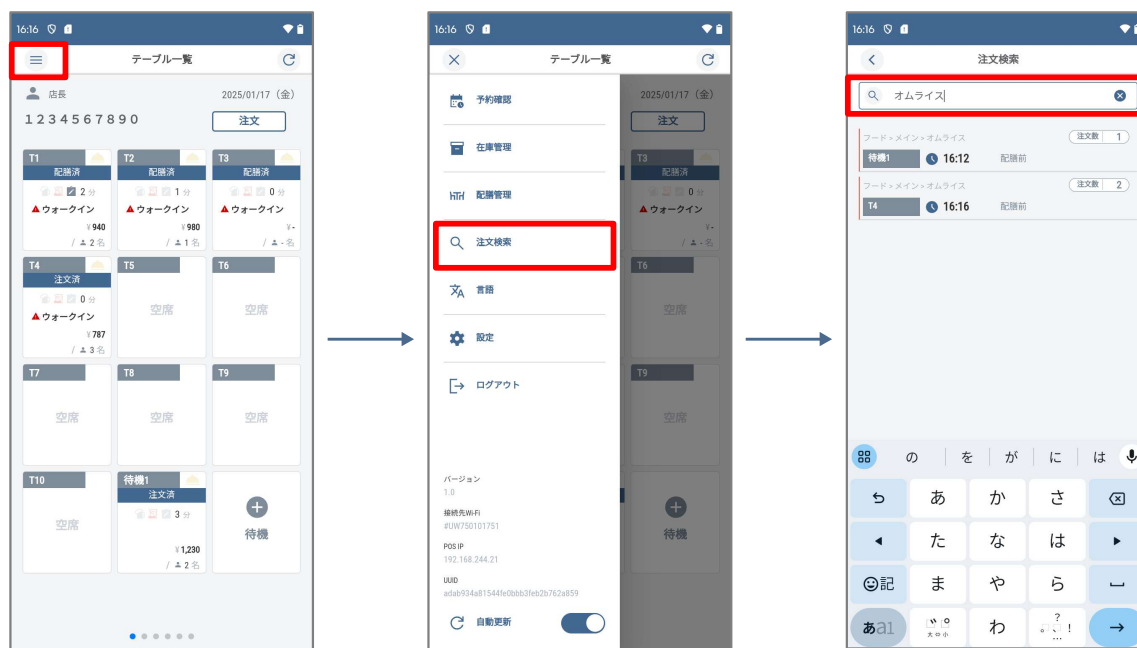 16:16
テーブル一覧
店長
2025/01/17（金）
1234567890
注文
T1
配膳済
2 分
ウォークイン
¥940
/ 2 名
T2
配膳済
1 分
ウォークイン
¥980
/ 1 名
T3
配膳済
0 分
ウォークイン
¥-
/ - 名
T4
注文済
0 分
ウォークイン
¥787
/ 3 名
T5
空席
T6
空席
T7
空席
T8
空席
T9
空席
T10
空席
待機1
注文済
3 分
¥1,230
/ 2 名
待機
16:16
テーブル一覧
予約確認
在庫管理
配膳管理
注文検索
言語
設定
ログアウト
バージョン
1.0
接続先Wi-Fi
#UW750101751
POS IP
192.168.244.21
UUID
adab934a81544fe0bbb3feb2b762a859
自動更新
2025/01/17（金）
注文
T3
配膳済
0 分
ウォークイン
¥-
/ - 名
T6
空席
T9
空席
待機
16:16
注文検索
オムライス
フード > メイン > オムライス
注文数 1
待機1 16:12 配膳前
フード > メイン > オムライス
注文数 2
T4 16:16 配膳前
の を が に は
あ か さ
た な は
記 ま や ら
あa1 大⇔小 わ 。、?!…